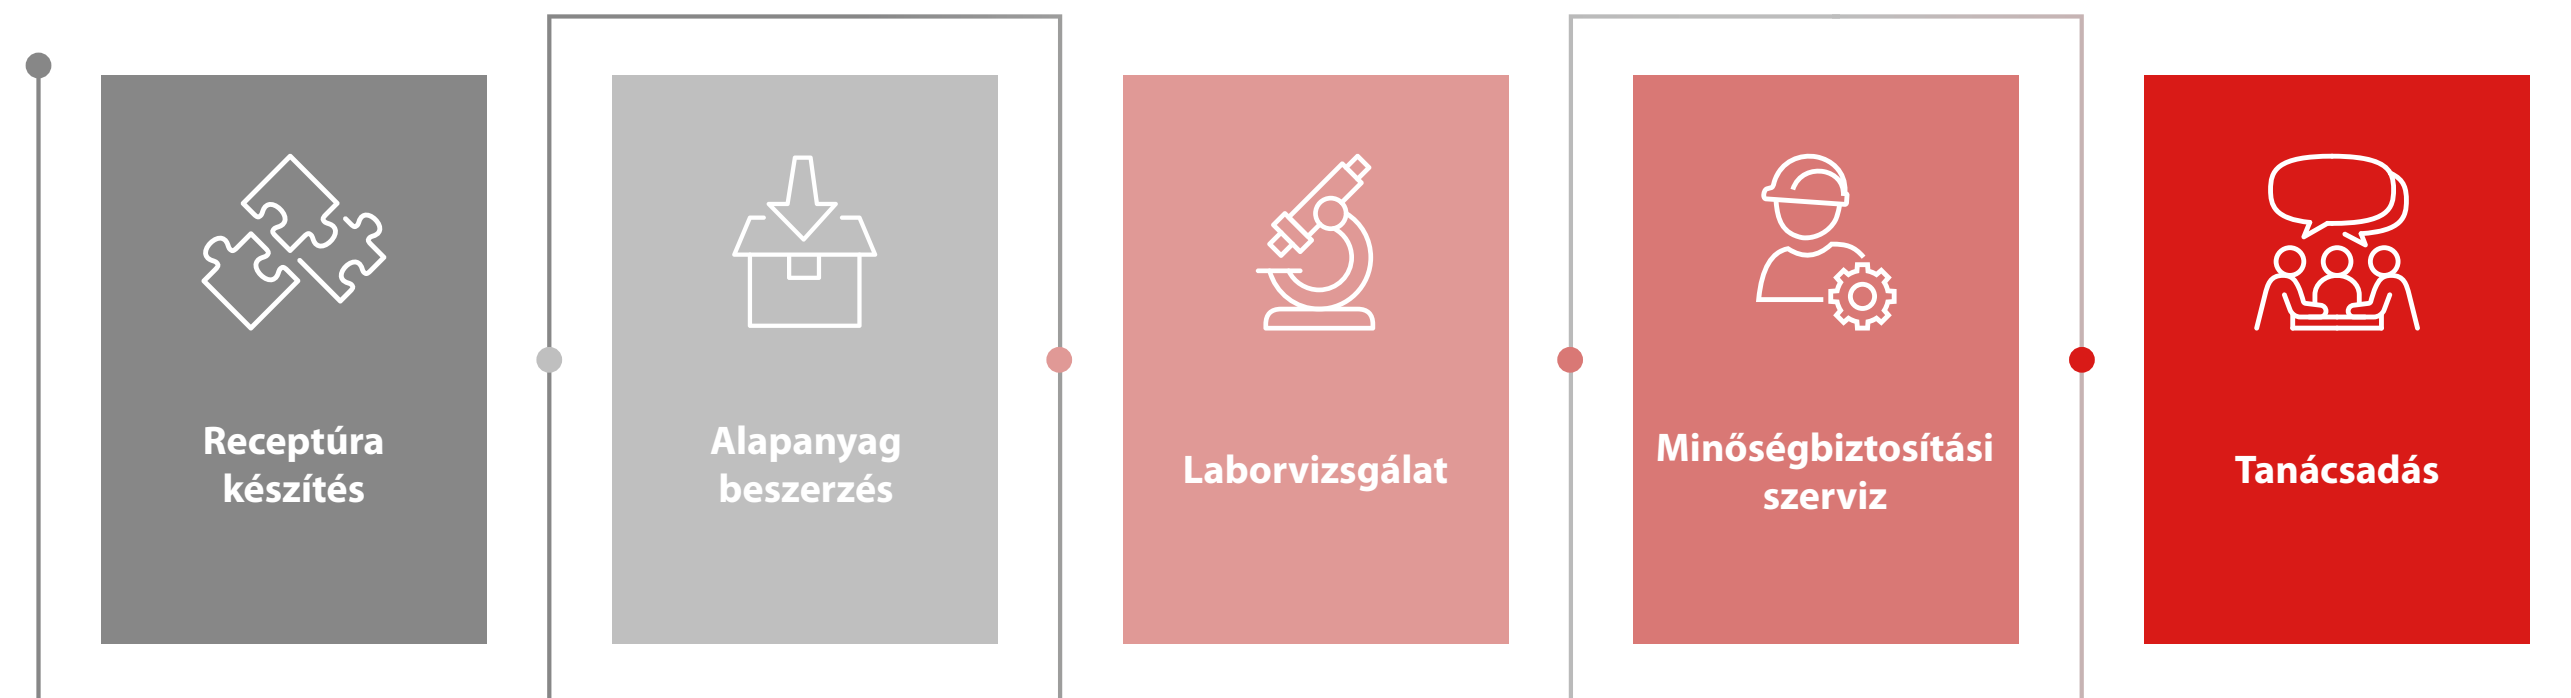 Receptúra
készítés
Alapanyag
beszerzés
Laborvizsgálat
Minőségbiztosítási
szerviz
Tanácsadás